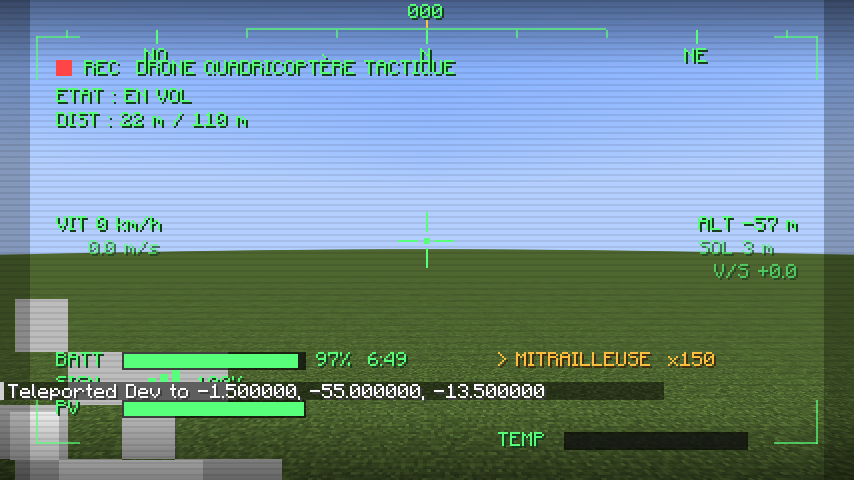 000
NO N NE
REC DRONE QUADRICOPTÈRE TACTIQUE
ETAT : EN VOL
DIST : 22 m / 110 m
VIT 0 km/h
0.0 m/s
ALT -57 m
SOL 3 m
V/S +0.0
BATT 97% 6:49
> MITRAILLEUSE x150
Teleported Dev to -1.500000, -55.000000, -13.500000
PV
TEMP